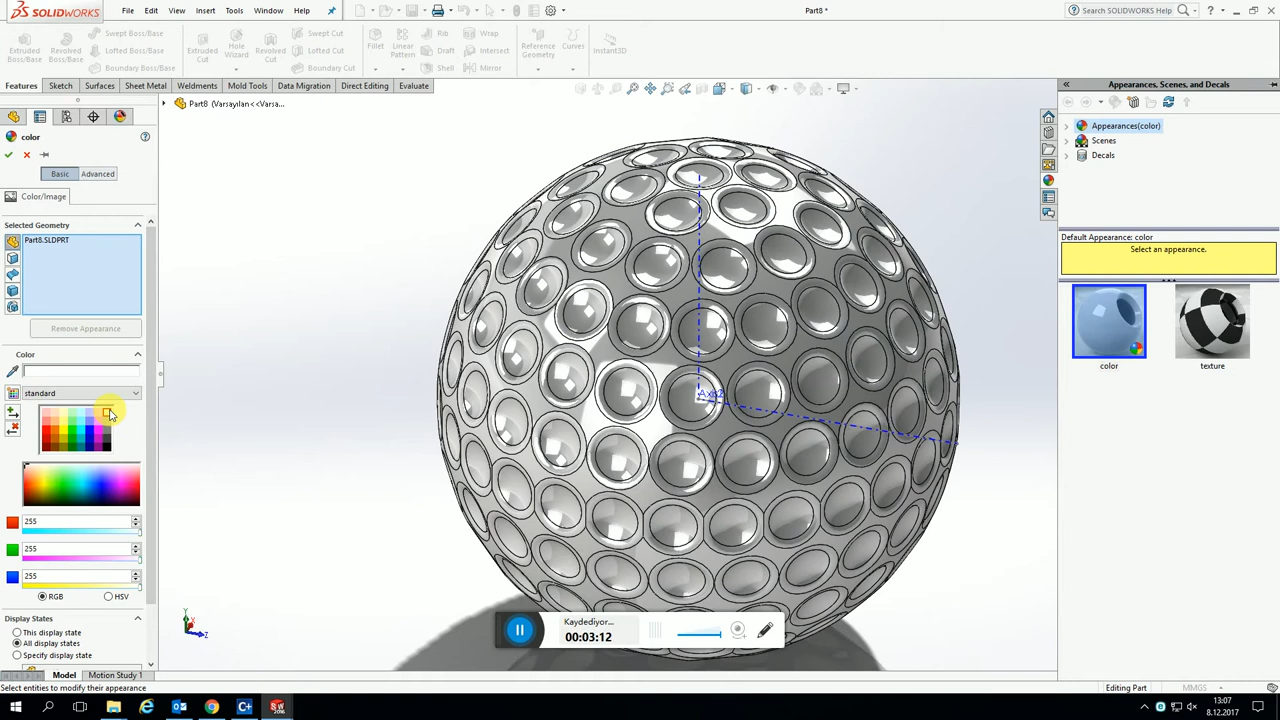 SOLIDWORKS
File Edit View Insert Tools Window Help
Part8 *
Search SOLIDWORKS Help
Extruded Boss/Base
Revolved Boss/Base
Swept Boss/Base
Lofted Boss/Base
Boundary Boss/Base
Extruded Cut
Hole Wizard
Revolved Cut
Swept Cut
Lofted Cut
Boundary Cut
Fillet
Linear Pattern
Rib
Draft
Shell
Wrap
Intersect
Mirror
Reference Geometry
Curves
Instant3D
Features Sketch Surfaces Sheet Metal Weldments Mold Tools Data Migration Direct Editing Evaluate
Part8 (Varsayılan<<Varsa...
color
Basic Advanced
Color/Image
Selected Geometry
Part8.SLDPRT
Remove Appearance
Color
standard
255
255
255
RGB HSV
Display States
This display state
All display states
Specify display state
Axis2
Kaydediyor...
00:03:12
Appearances, Scenes, and Decals
Appearances(color)
Scenes
Decals
Default Appearance: color
Select an appearance.
color texture
Model Motion Study 1
Select entities to modify their appearance
Editing Part
MMGS
13:07
8.12.2017